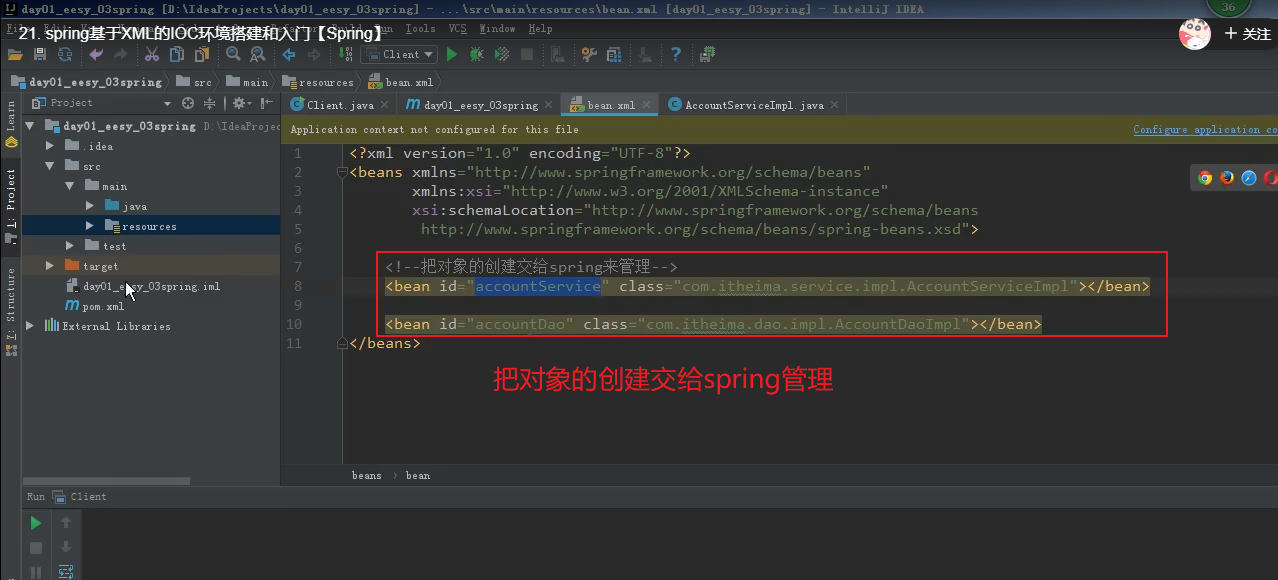 day01_eesy_03spring [D:\IdeaProjects\day01_eesy_03spring] - ...\src\main\resources\bean.xml [day01_eesy_03spring] - IntelliJ IDEA
36
Tools VCS Window Help
21. spring基于XML的IOC环境搭建和入门【Spring】
+ 关注
Client
day01_eesy_03spring src main resources bean.xml
Project
Client.java
day01_eesy_03spring
bean.xml
AccountServiceImpl.java
Learn
1: Project
7: Structure
day01_eesy_03spring D:\IdeaProjec
.idea
src
main
java
resources
test
target
day01_eesy_03spring.iml
pom.xml
External Libraries
Application context not configured for this file
Configure application co
1 <?xml version="1.0" encoding="UTF-8"?>
2 <beans xmlns="http://www.springframework.org/schema/beans"
3 xmlns:xsi="http://www.w3.org/2001/XMLSchema-instance"
4 xsi:schemaLocation="http://www.springframework.org/schema/beans
5 http://www.springframework.org/schema/beans/spring-beans.xsd">
6
7 <!--把对象的创建交给spring来管理-->
8 <bean id="accountService" class="com.itheima.service.impl.AccountServiceImpl"></bean>
9
10 <bean id="accountDao" class="com.itheima.dao.impl.AccountDaoImpl"></bean>
11 </beans>
把对象的创建交给spring管理
beans › bean
Run Client